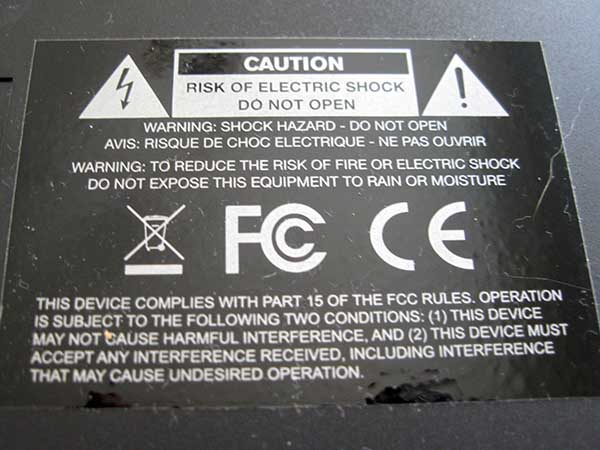 CAUTION
RISK OF ELECTRIC SHOCK
DO NOT OPEN
WARNING: SHOCK HAZARD - DO NOT OPEN
AVIS: RISQUE DE CHOC ELECTRIQUE - NE PAS OUVRIR
WARNING: TO REDUCE THE RISK OF FIRE OR ELECTRIC SHOCK
DO NOT EXPOSE THIS EQUIPMENT TO RAIN OR MOISTURE
FC CE
THIS DEVICE COMPLIES WITH PART 15 OF THE FCC RULES. OPERATION
IS SUBJECT TO THE FOLLOWING TWO CONDITIONS: (1) THIS DEVICE
MAY NOT CAUSE HARMFUL INTERFERENCE, AND (2) THIS DEVICE MUST
ACCEPT ANY INTERFERENCE RECEIVED, INCLUDING INTERFERENCE
THAT MAY CAUSE UNDESIRED OPERATION.